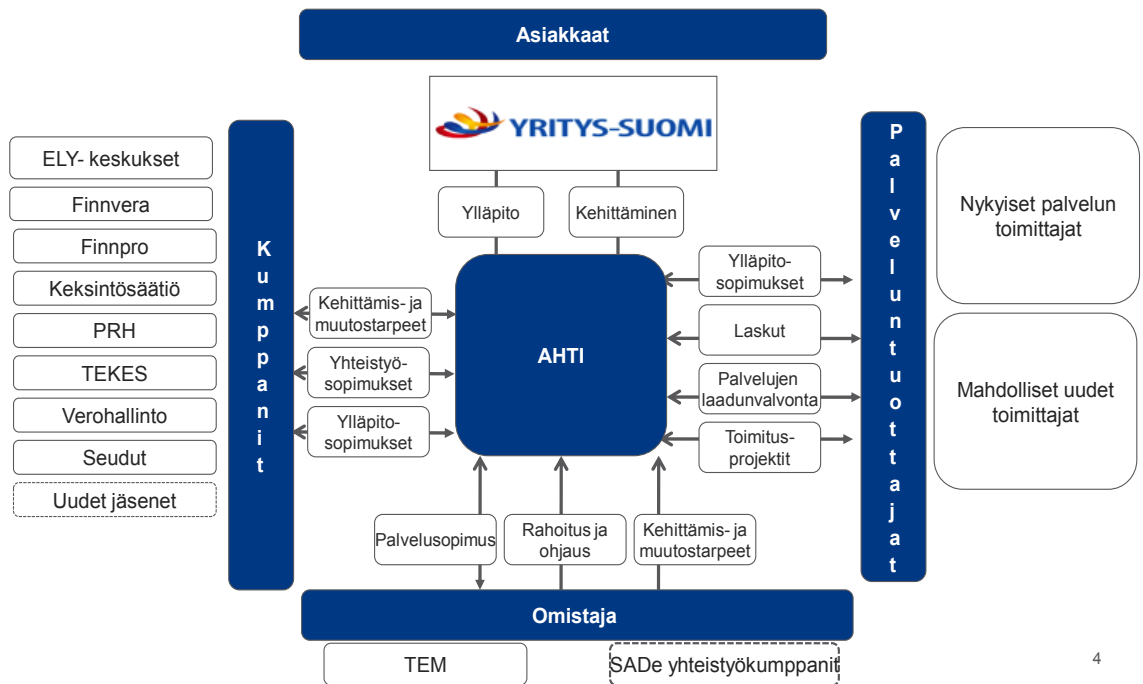 Asiakkaat
YRITYS-SUOMI
Ylläpito
Kehittäminen
ELY- keskukset
Finnvera
Finnpro
Keksintösäätiö
PRH
TEKES
Verohallinto
Seudut
Uudet jäsenet
Kumppanit
Kehittämis- ja
muutostarpeet
Yhteistyö-
sopimukset
Ylläpito-
sopimukset
AHTI
Ylläpito-
sopimukset
Laskut
Palvelujen
laadunvalvonta
Toimitus-
projektit
Palveluntuottajat
Nykyiset palvelun
toimittajat
Mahdolliset uudet
toimittajat
Palvelusopimus
Rahoitus ja
ohjaus
Kehittämis- ja
muutostarpeet
Omistaja
TEM
SADe yhteistyökumppanit
4